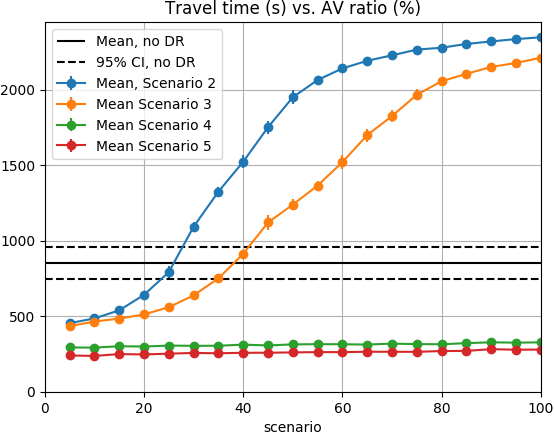 Travel time (s) vs. AV ratio (%)
Mean, no DR
95% CI, no DR
Mean, Scenario 2
Mean Scenario 3
Mean Scenario 4
Mean Scenario 5
2000
1500
1000
500
0
0 20 40 60 80 100
scenario